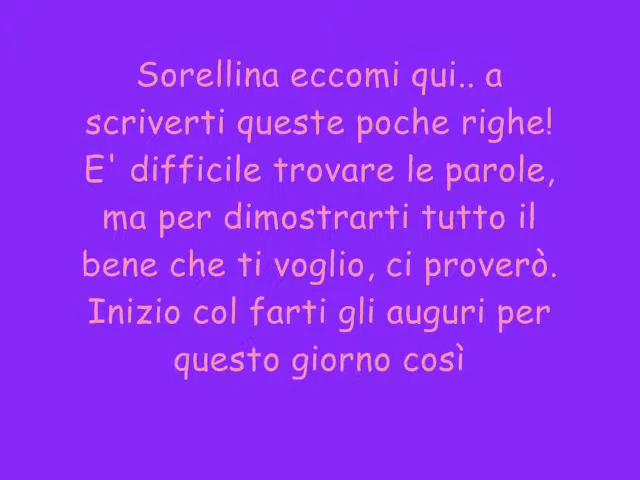 Sorellina eccomi qui.. a
scriverti queste poche righe!
E' difficile trovare le parole,
ma per dimostrarti tutto il
bene che ti voglio, ci proverò.
Inizio col farti gli auguri per
questo giorno così